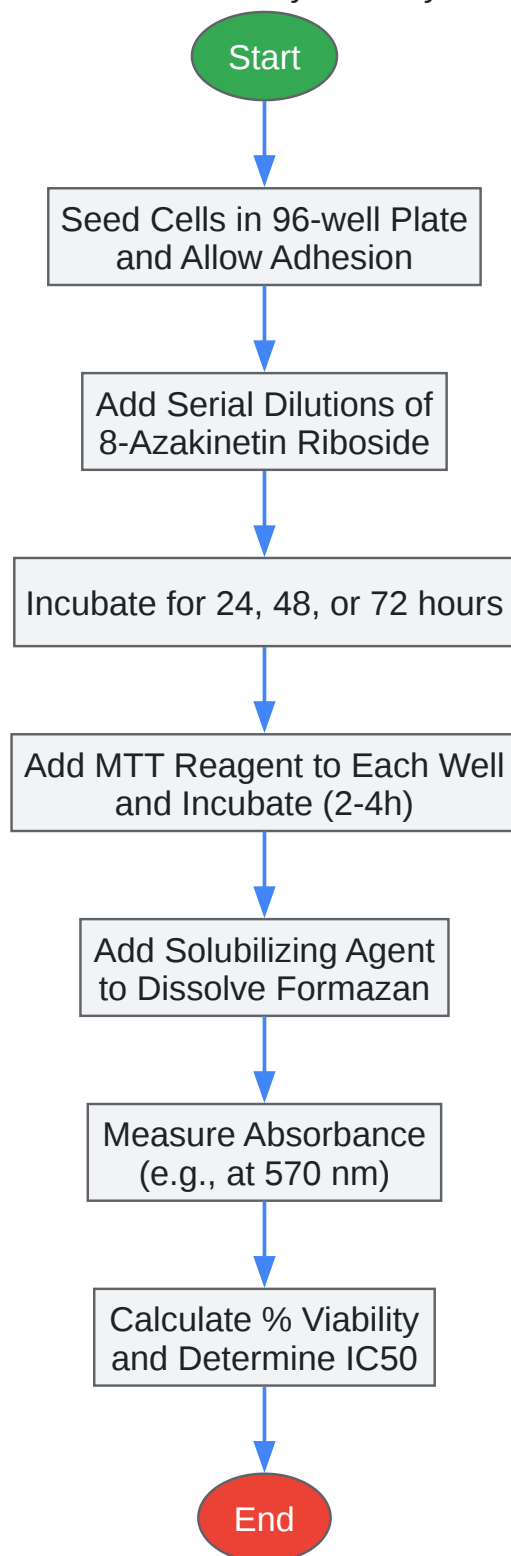 Start
Seed Cells in 96-well Plate
and Allow Adhesion
Add Serial Dilutions of
8-Azakinetin Riboside
Incubate for 24, 48, or 72 hours
Add MTT Reagent to Each Well
and Incubate (2-4h)
Add Solubilizing Agent
to Dissolve Formazan
Measure Absorbance
(e.g., at 570 nm)
Calculate % Viability
and Determine IC50
End